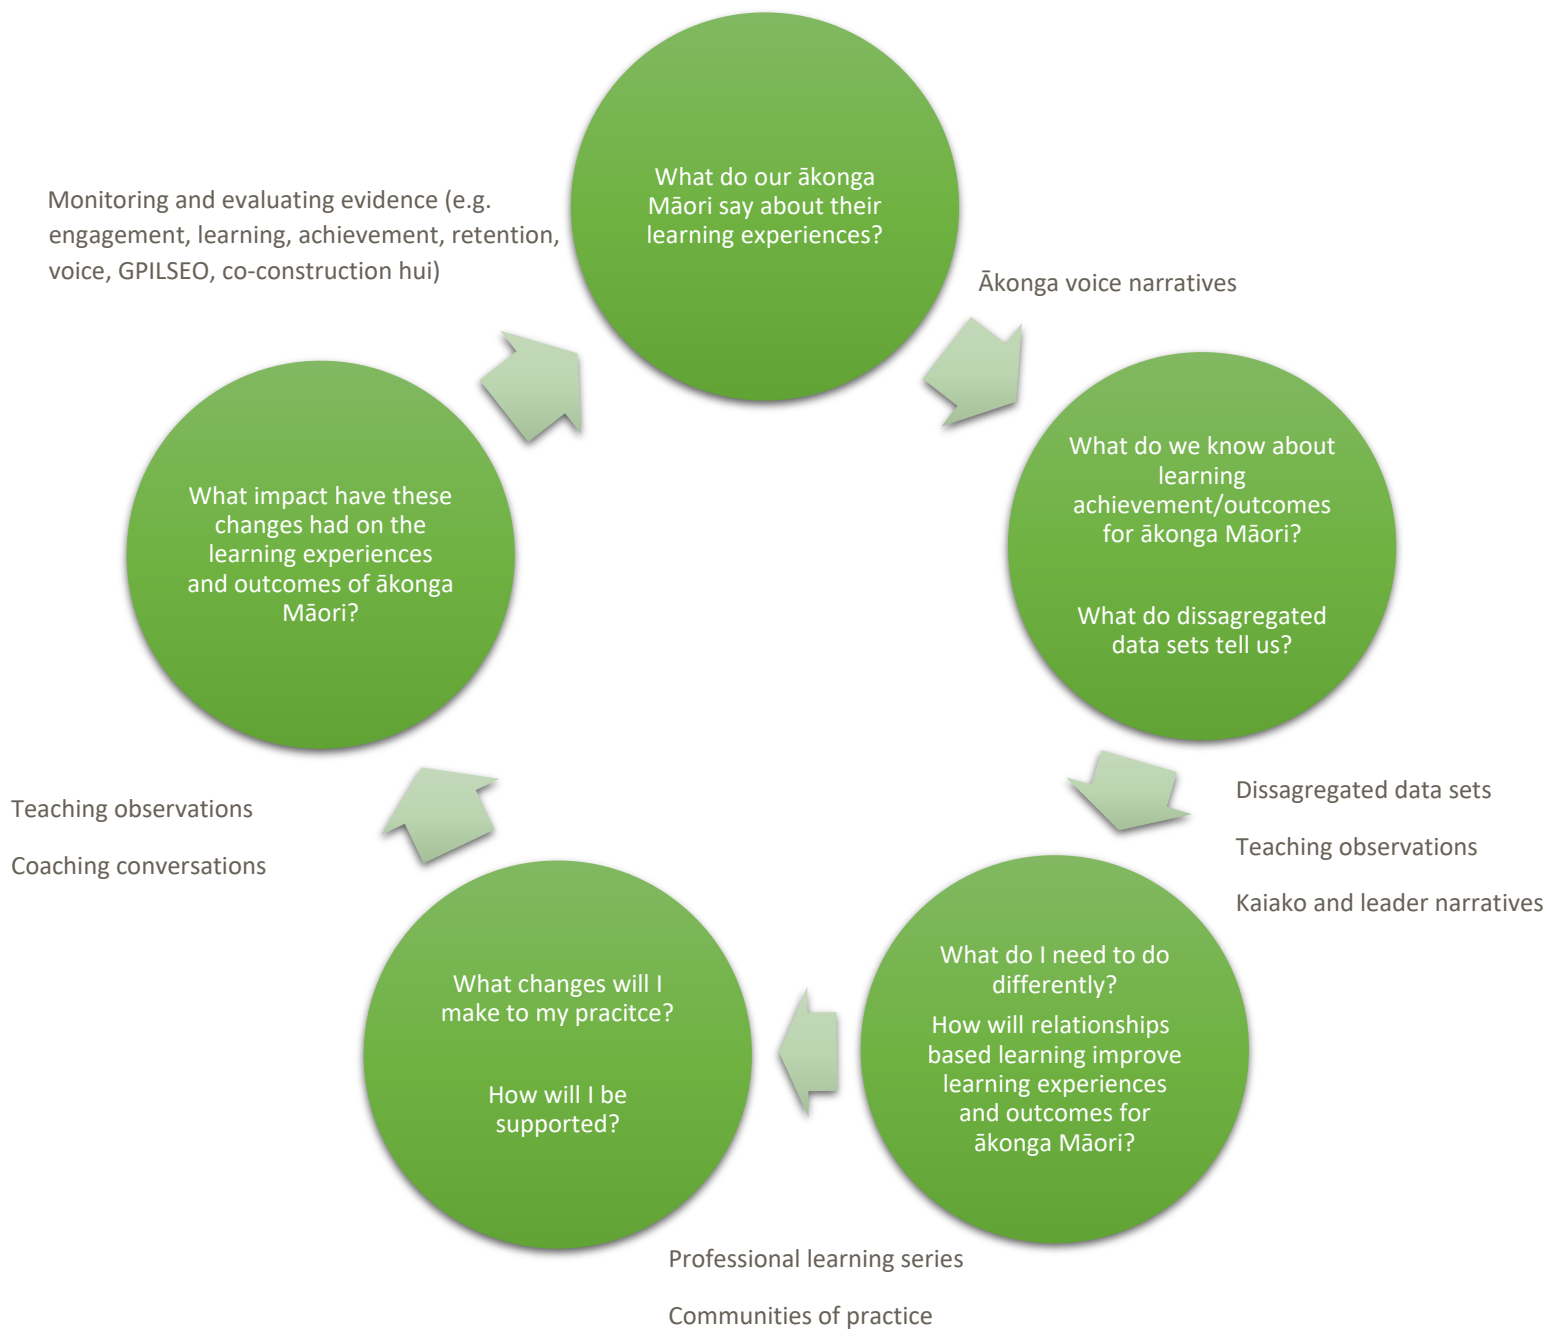 What do our ākonga
Māori say about their
learning experiences?
Monitoring and evaluating evidence (e.g.
engagement, learning, achievement, retention,
voice, GPILSEO, co-construction hui)
Ākonga voice narratives
What do we know about
learning
achievement/outcomes
for ākonga Māori?
What do dissagregated
data sets tell us?
Dissagregated data sets
Teaching observations
Kaiako and leader narratives
What do I need to do
differently?
How will relationships
based learning improve
learning experiences
and outcomes for
ākonga Māori?
Professional learning series
Communities of practice
What changes will I
make to my pracitce?
How will I be
supported?
Teaching observations
Coaching conversations
What impact have these
changes had on the
learning experiences
and outcomes of ākonga
Māori?